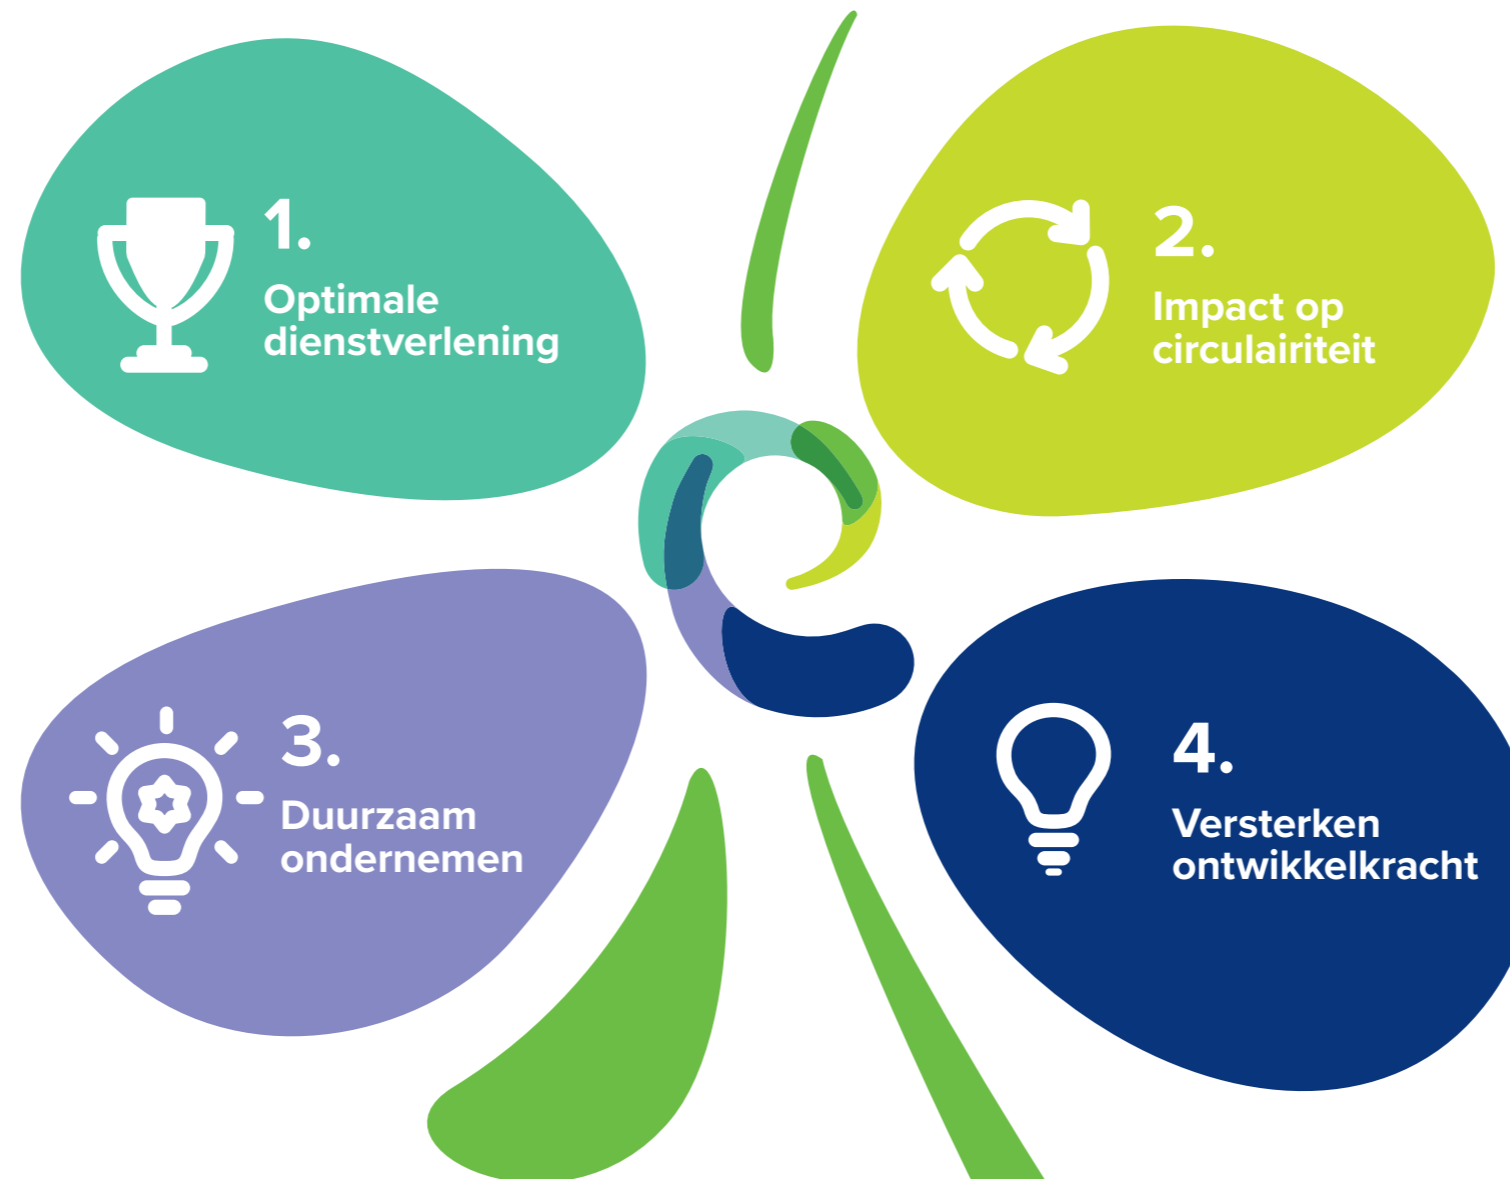 1.
Optimale
dienstverlening
2.
Impact op
circulairiteit
3.
Duurzaam
ondernemen
4.
Versterken
ontwikkelkracht